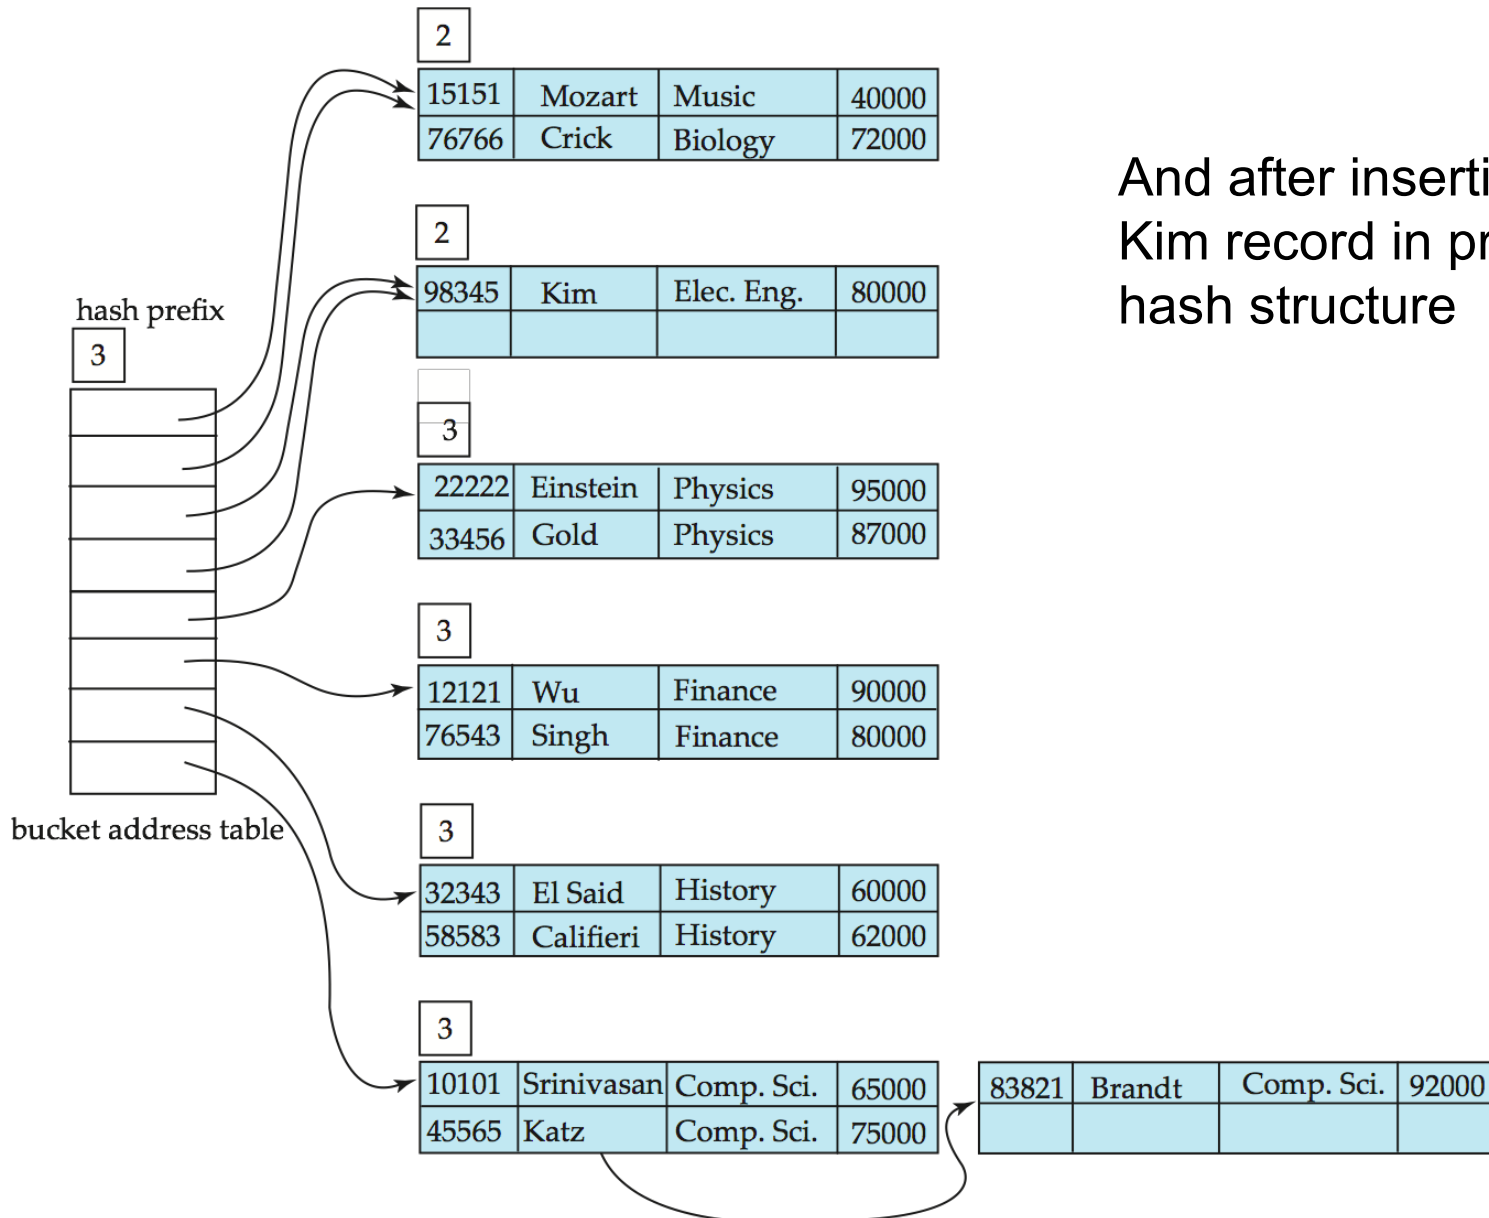 2
15151 Mozart Music 40000
76766 Crick Biology 72000
And after inserti
Kim record in pr
hash structure
2
98345 Kim Elec. Eng. 80000
hash prefix
3
3
22222 Einstein Physics 95000
33456 Gold Physics 87000
3
12121 Wu Finance 90000
76543 Singh Finance 80000
bucket address table
3
32343 El Said History 60000
58583 Califieri History 62000
3
10101 Srinivasan Comp. Sci. 65000
45565 Katz Comp. Sci. 75000
83821 Brandt Comp. Sci. 92000